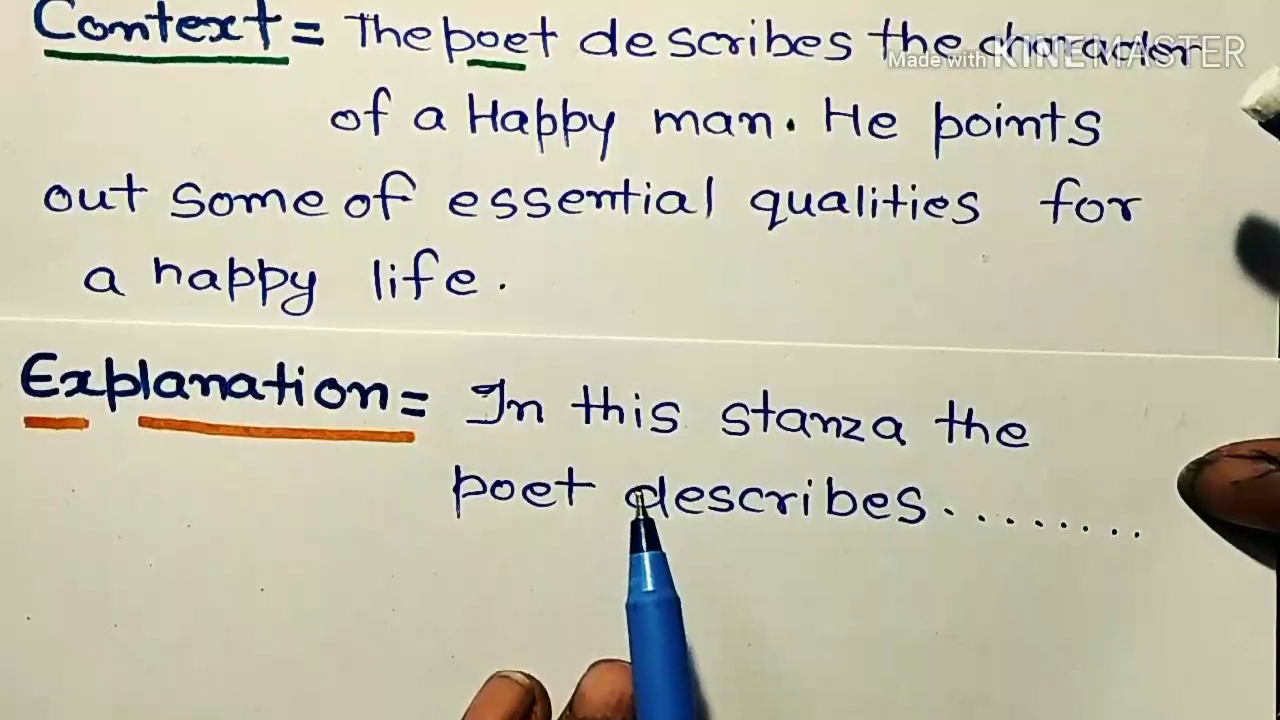 Context = The poet describes the character
Made with KINEMASTER
of a Happy man. He points
out some of essential qualities for
a happy life.
Explanation = In this stanza the
poet describes........